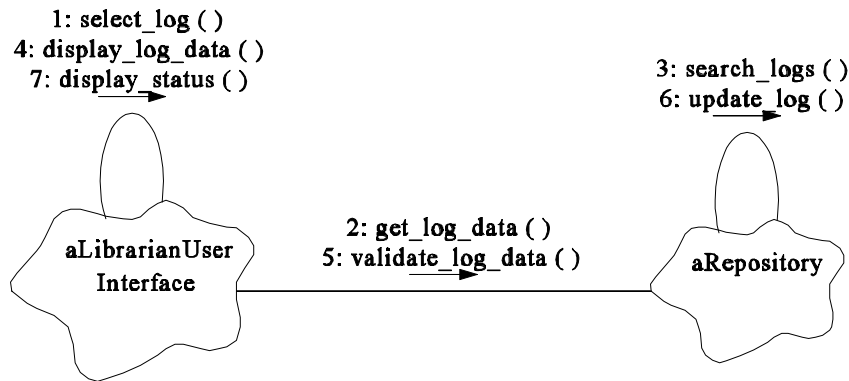 1: select_log ( )
4: display_log_data ( )
7: display_status ( )
3: search_logs ( )
6: update_log ( )
2: get_log_data ( )
5: validate_log_data ( )
aLibrarianUser
Interface
aRepository